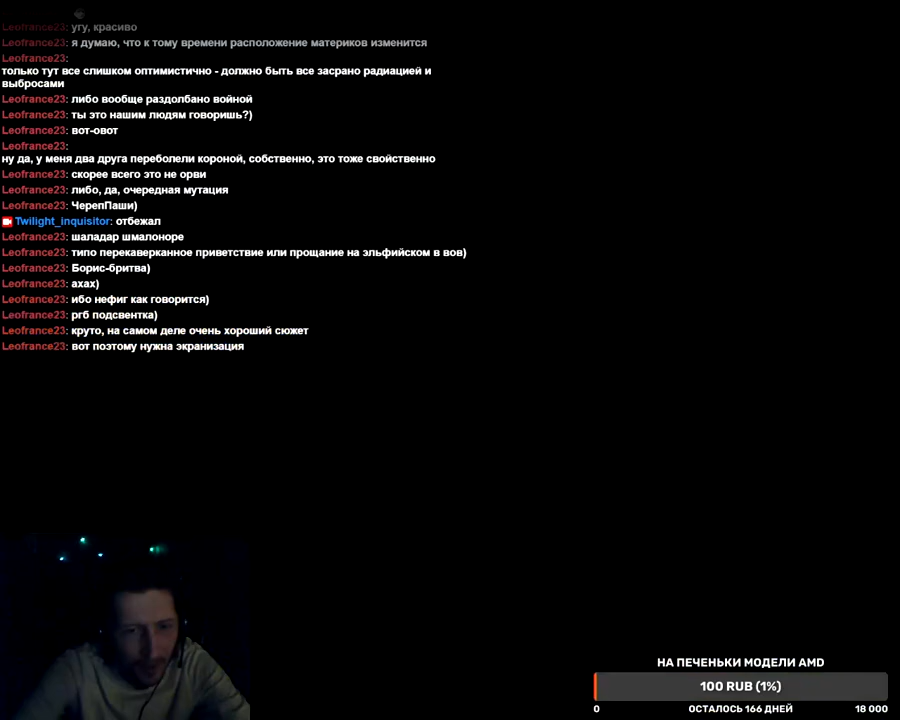 Leofrance23: угу, красиво
Leofrance23: я думаю, что к тому времени расположение материков изменится
Leofrance23:
только тут все слишком оптимистично - должно быть все засрано радиацией и
выбросами
Leofrance23: либо вообще раздолбано войной
Leofrance23: ты это нашим людям говоришь?)
Leofrance23: вот-овот
Leofrance23:
ну да, у меня два друга переболели короной, собственно, это тоже свойственно
Leofrance23: скорее всего это не орви
Leofrance23: либо, да, очередная мутация
Leofrance23: ЧерепПаши)
Twilight_inquisitor: отбежал
Leofrance23: шаладар шмалоноре
Leofrance23: типо перекаверканное приветствие или прощание на эльфийском в вов)
Leofrance23: Борис-бритва)
Leofrance23: ахах)
Leofrance23: ибо нефиг как говорится)
Leofrance23: ргб подсвентка)
Leofrance23: круто, на самом деле очень хороший сюжет
Leofrance23: вот поэтому нужна экранизация
НА ПЕЧЕНЬКИ МОДЕЛИ AMD
100 RUB (1%)
0 ОСТАЛОСЬ 166 ДНЕЙ 18 000